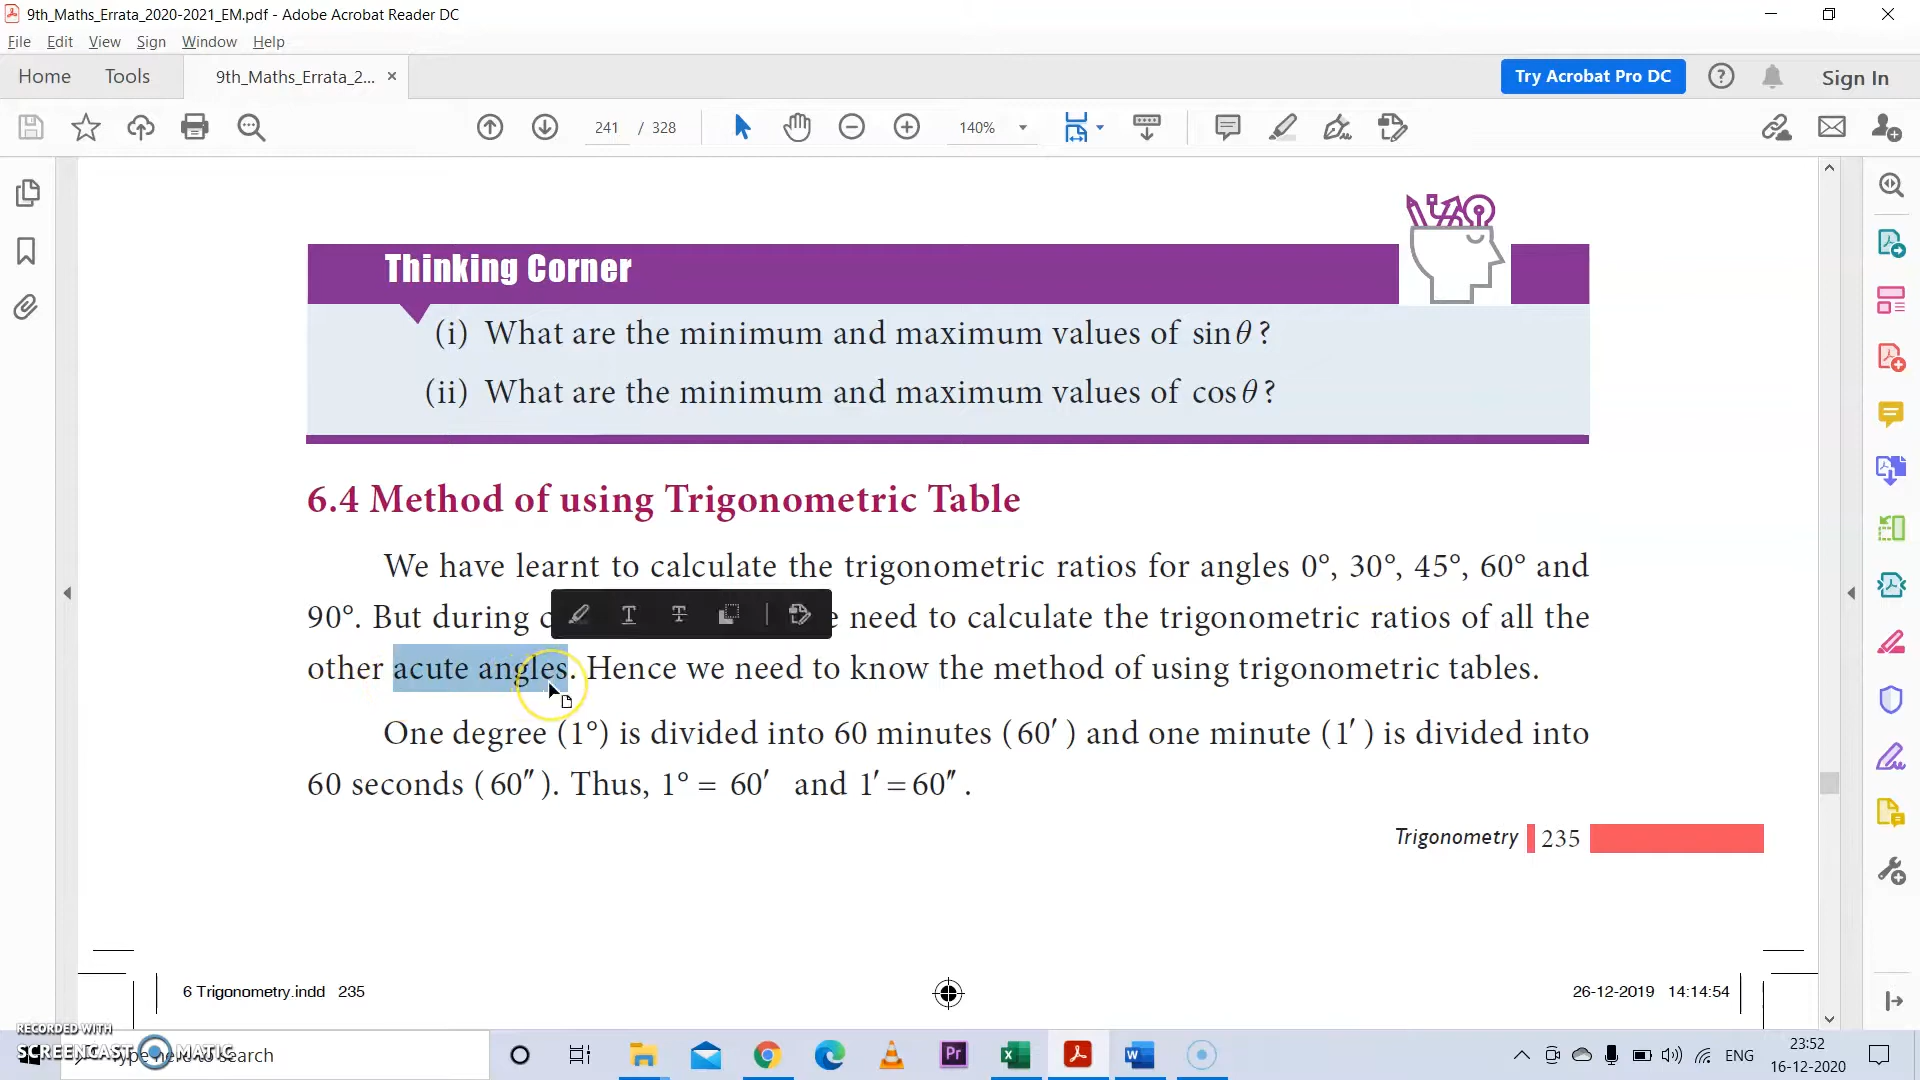 9th_Maths_Errata_2020-2021_EM.pdf - Adobe Acrobat Reader DC
File Edit View Sign Window Help
Home Tools 9th_Maths_Errata_2... ×
Try Acrobat Pro DC Sign In
241 / 328 140%
Thinking Corner
(i) What are the minimum and maximum values of sinθ ?
(ii) What are the minimum and maximum values of cosθ ?
6.4 Method of using Trigonometric Table
We have learnt to calculate the trigonometric ratios for angles 0°, 30°, 45°, 60° and
90°. But during need to calculate the trigonometric ratios of all the
other acute angles. Hence we need to know the method of using trigonometric tables.
One degree (1°) is divided into 60 minutes (60′) and one minute (1′) is divided into
60 seconds (60″). Thus, 1° = 60′ and 1′ = 60″.
Trigonometry 235
6 Trigonometry.indd 235
26-12-2019 14:14:54
RECORDED WITH
SCREENCAST MATIC
Type here to search
ENG
23:52
16-12-2020